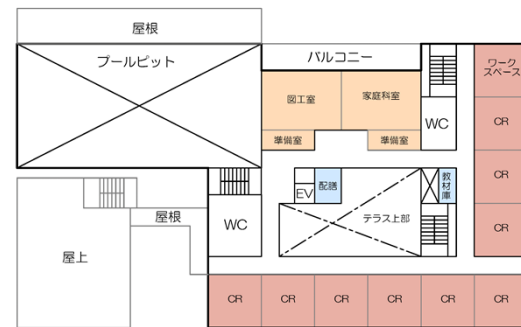 屋根
プールピット
バルコニー
ワーク
スペース
図工室
家庭科室
準備室
準備室
WC
CR
CR
CR
EV
配膳
教材庫
テラス上部
WC
屋根
屋上
CR
CR
CR
CR
CR
CR